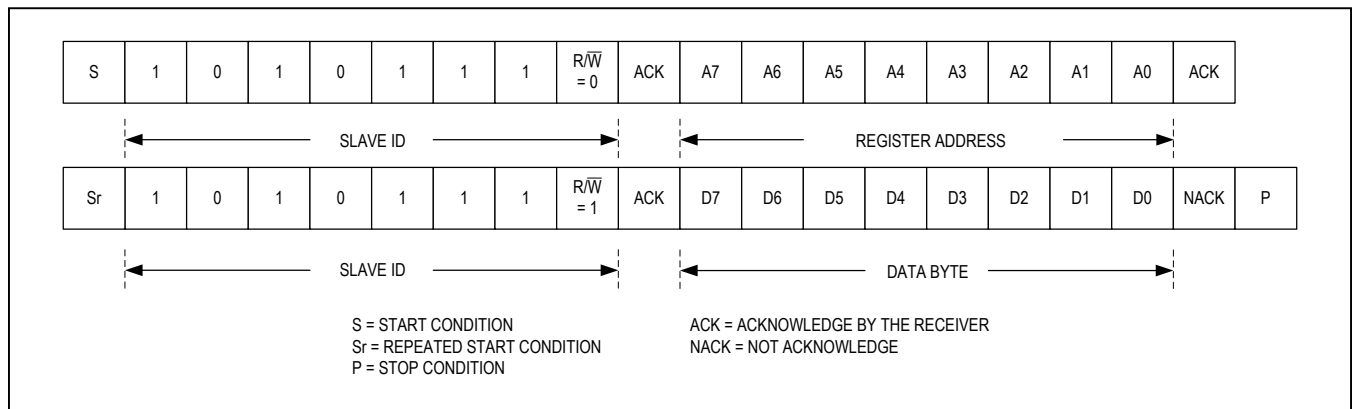 S 1 0 1 0 1 1 1 R/W̅ = 0 ACK A7 A6 A5 A4 A3 A2 A1 A0 ACK
SLAVE ID REGISTER ADDRESS
Sr 1 0 1 0 1 1 1 R/W̅ = 1 ACK D7 D6 D5 D4 D3 D2 D1 D0 NACK P
SLAVE ID DATA BYTE
S = START CONDITION
Sr = REPEATED START CONDITION
P = STOP CONDITION
ACK = ACKNOWLEDGE BY THE RECEIVER
NACK = NOT ACKNOWLEDGE